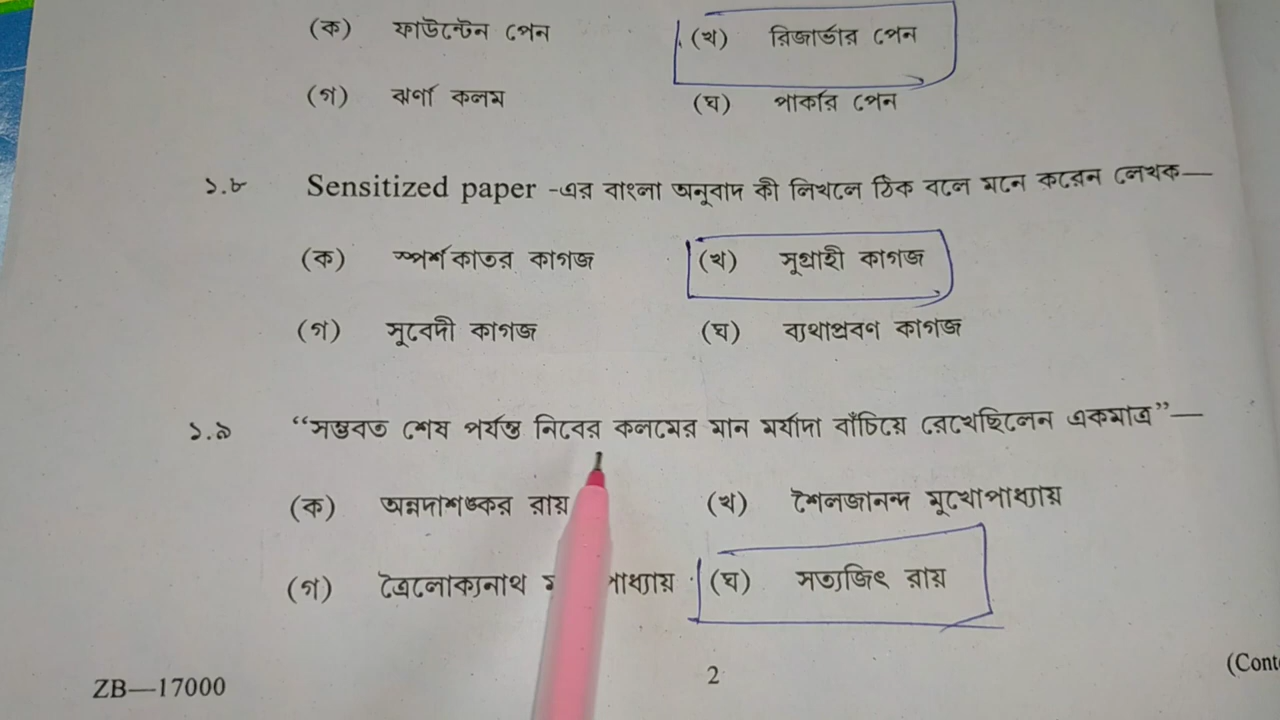 (ক) ফাউন্টেন পেন (খ) রিজার্ভার পেন
(গ) ঝর্ণা কলম (ঘ) পার্কার পেন
১.৮ Sensitized paper -এর বাংলা অনুবাদ কী লিখলে ঠিক বলে মনে করেন লেখক—
(ক) স্পর্শকাতর কাগজ (খ) সুগ্রাহী কাগজ
(গ) সুবেদী কাগজ (ঘ) ব্যথাপ্রবণ কাগজ
১.৯ “সম্ভবত শেষ পর্যন্ত নিবের কলমের মান মর্যাদা বাঁচিয়ে রেখেছিলেন একমাত্র”—
(ক) অন্নদাশঙ্কর রায় (খ) শৈলজানন্দ মুখোপাধ্যায়
(গ) ত্রৈলোক্যনাথ (ঘ) সত্যজিৎ রায়
ZB—17000 2